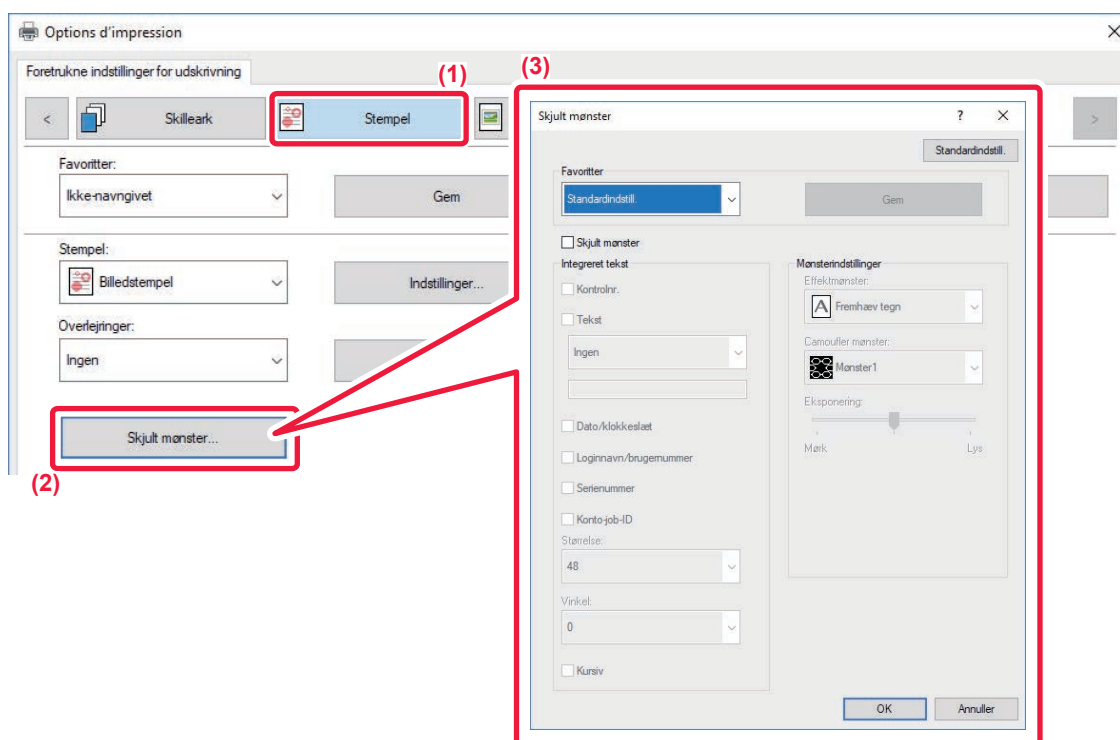 Options d'impression
Foretrukne indstillinger for udskrivning
(1)
(3)
<
Skilleark
Stempel
>
Favoritter:
Ikke-navngivet
Gem
Stempel:
Billedstempel
Indstillinger...
Overlejringer:
Ingen
Skjult mønster...
(2)
Skjult mønster
?
Standardindstill.
Favoritter
Standardindstill.
Gem
Skjult mønster
Integreret tekst
Kontrolnr.
Tekst
Ingen
Dato/klokkeslæt
Loginnavn/brugernummer
Serienummer
Konto-job-ID
Størrelse:
48
Vinkel:
0
Kursiv
Mønsterindstillinger
Effektmønster:
A Fremhæv tegn
Camoufler mønster:
Mønster1
Eksponering:
Mørk Lys
OK Annuller